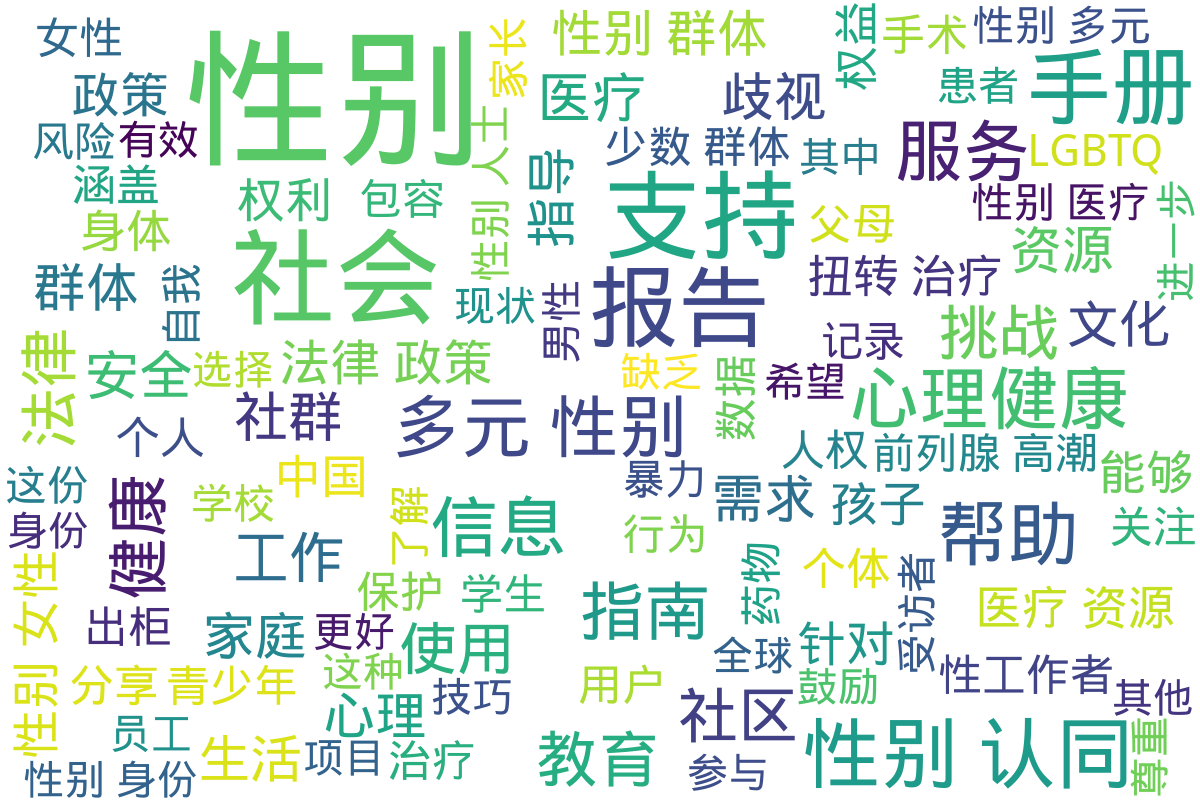 女性
性别
家长
性别 群体
权益
手术
性别 多元
政策
医疗
歧视
患者
手册
风险
有效
性别 人士
少数 群体
其中
服务
LGBTQ
涵盖
权利
包容
指导
支持
性别 医疗
进一步
身体
社会
父母
资源
群体
自我
现状
男性
报告
扭转 治疗
文化
法律
安全
选择
法律 政策
缺乏
数据
记录
希望
挑战
心理健康
个人
社群
多元 性别
人权
前列腺 高潮
能够
这份
身份
健康
学校
中国
了解
信息
暴力
需求
孩子
帮助
关注
性别 女性
工作
行为
药物
个体
受访者
出柜
家庭
保护
学生
指南
医疗 资源
更好
使用
全球
针对
分享
青少年
这种
心理
技巧
用户
社区
鼓励
性工作者
其他
员工
生活
项目
治疗
教育
参与
性别 认同
尊重
性别 身份